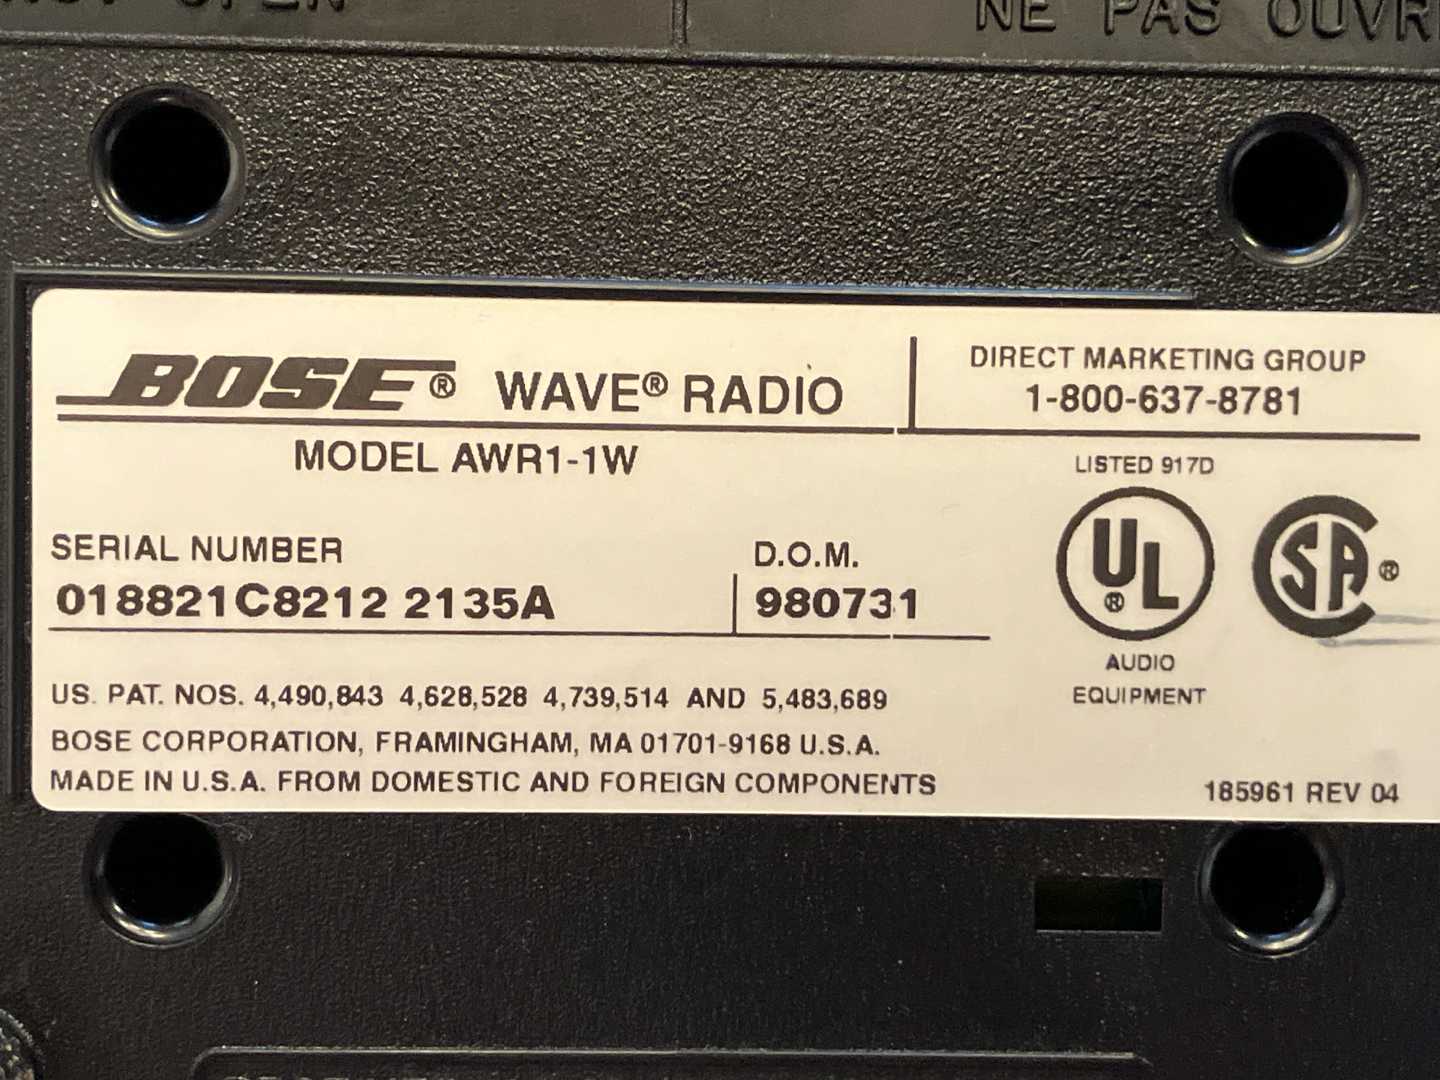 OPEN
NE PAS OUVR
BOSE® WAVE® RADIO
MODEL AWR1-1W
DIRECT MARKETING GROUP
1-800-637-8781
SERIAL NUMBER
018821C8212 2135A
D.O.M.
980731
LISTED 917D
UL®
SA®
AUDIO
EQUIPMENT
US. PAT. NOS. 4,490,843 4,628,528 4,739,514 AND 5,483,689
BOSE CORPORATION, FRAMINGHAM, MA 01701-9168 U.S.A.
MADE IN U.S.A. FROM DOMESTIC AND FOREIGN COMPONENTS
185961 REV 04